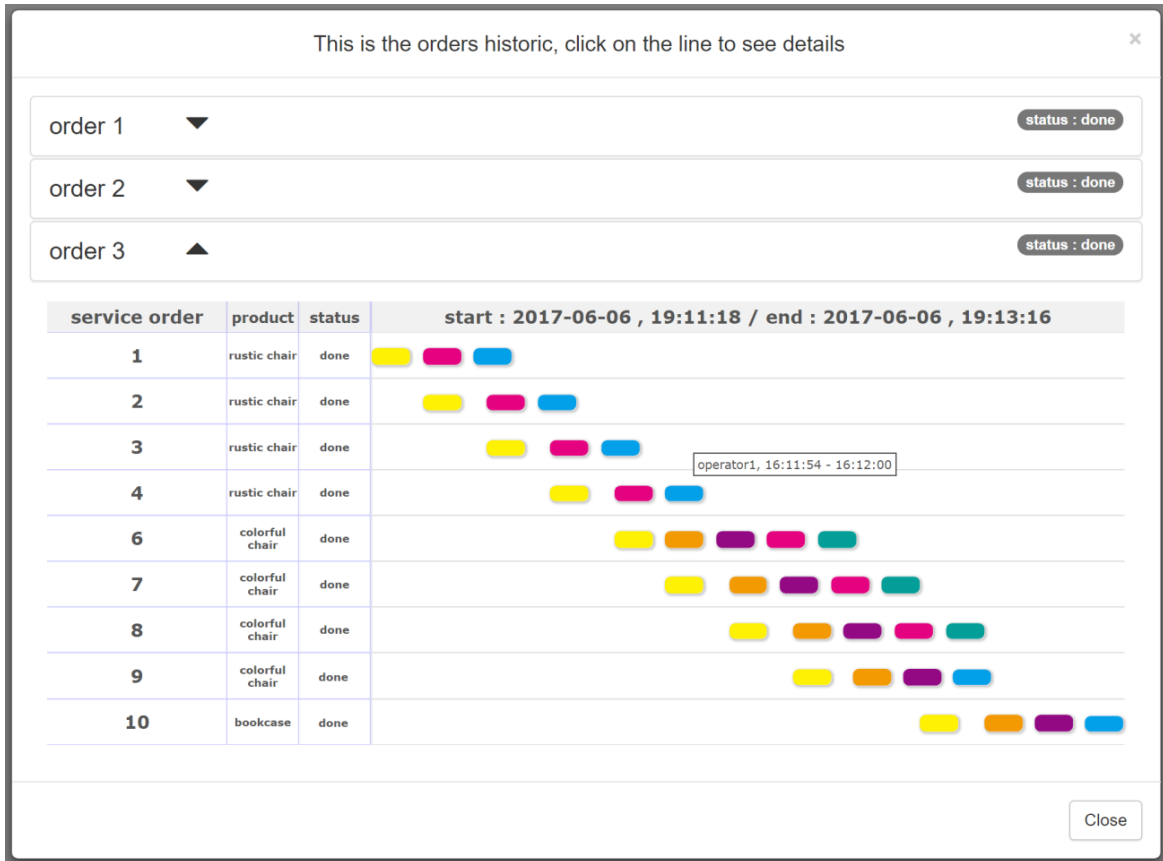 This is the orders historic, click on the line to see details ×
order 1 status : done
order 2 status : done
order 3 status : done
service order product status start : 2017-06-06 , 19:11:18 / end : 2017-06-06 , 19:13:16
1 rustic chair done
2 rustic chair done
3 rustic chair done
operator1, 16:11:54 - 16:12:00
4 rustic chair done
6 colorful chair done
7 colorful chair done
8 colorful chair done
9 colorful chair done
10 bookcase done
Close